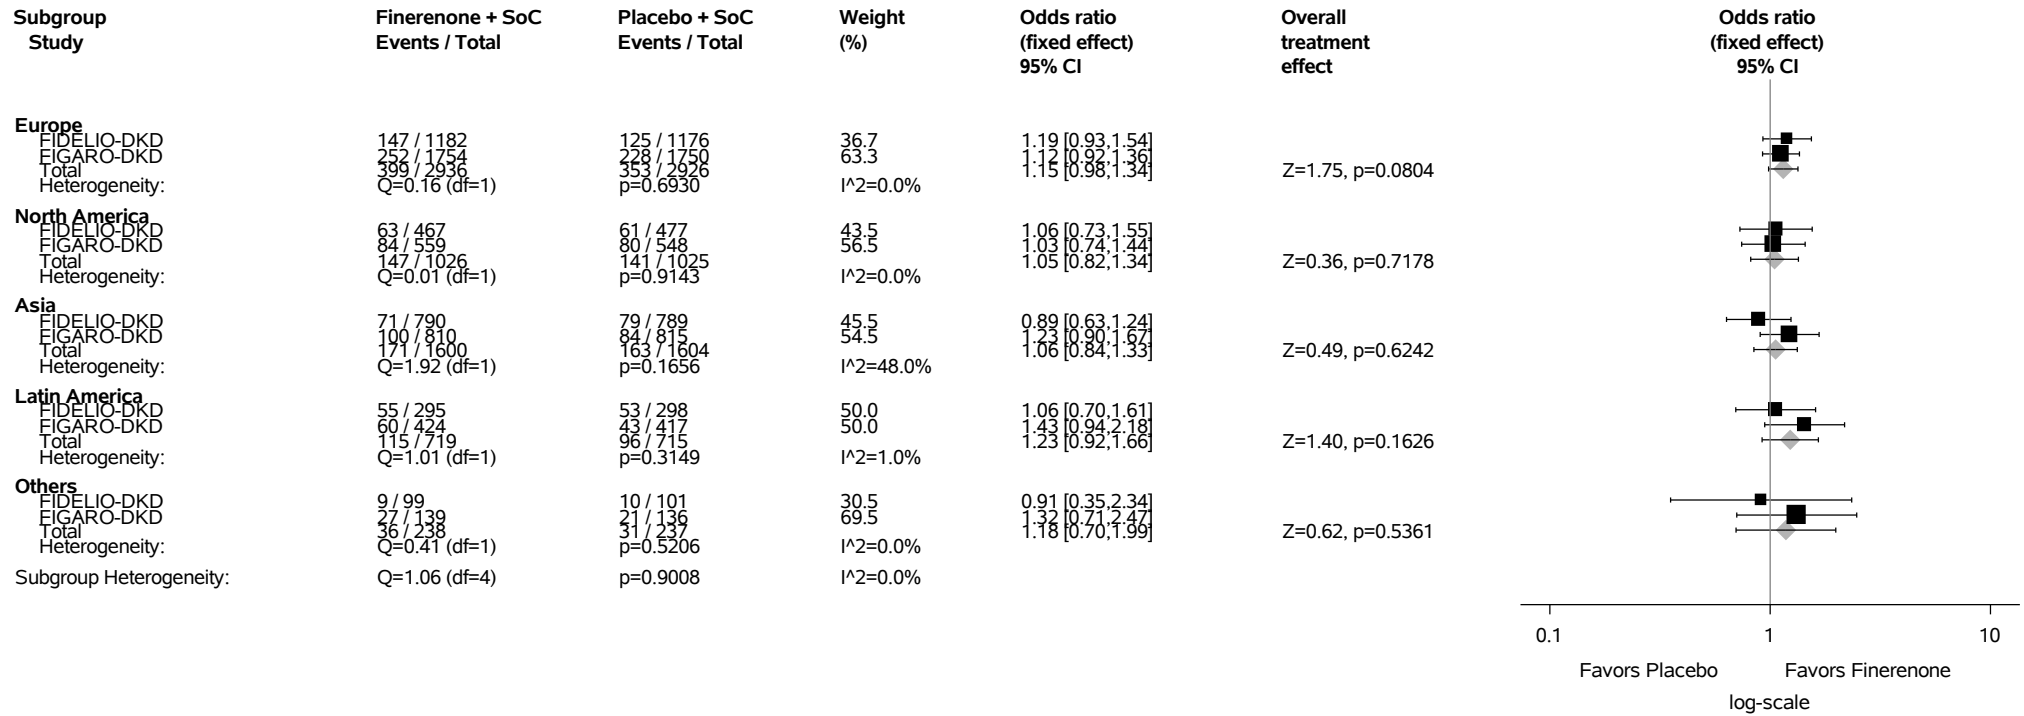 Subgroup Finerenone + SoC Placebo + SoC Weight Odds ratio Overall Odds ratio
Study Events / Total Events / Total (%) (fixed effect) treatment (fixed effect)
95% CI effect 95% CI
Europe
FIDELIO-DKD 147 / 1182 125 / 1176 36.7 1.19 [0.93,1.54]
FIGARO-DKD 252 / 1754 228 / 1750 63.3 1.12 [0.92,1.36]
Total 399 / 2936 353 / 2926 1.15 [0.98,1.34] Z=1.75, p=0.0804
Heterogeneity: Q=0.16 (df=1) p=0.6930 I^2=0.0%
North America
FIDELIO-DKD 63 / 467 61 / 477 43.5 1.06 [0.73,1.55]
FIGARO-DKD 84 / 559 80 / 548 56.5 1.03 [0.74,1.44]
Total 147 / 1026 141 / 1025 1.05 [0.82,1.34] Z=0.36, p=0.7178
Heterogeneity: Q=0.01 (df=1) p=0.9143 I^2=0.0%
Asia
FIDELIO-DKD 71 / 790 79 / 789 45.5 0.89 [0.63,1.24]
FIGARO-DKD 100 / 810 84 / 815 54.5 1.23 [0.90,1.67]
Total 171 / 1600 163 / 1604 1.06 [0.84,1.33] Z=0.49, p=0.6242
Heterogeneity: Q=1.92 (df=1) p=0.1656 I^2=48.0%
Latin America
FIDELIO-DKD 55 / 295 53 / 298 50.0 1.06 [0.70,1.61]
FIGARO-DKD 60 / 424 43 / 417 50.0 1.43 [0.94,2.18]
Total 115 / 719 96 / 715 1.23 [0.92,1.66] Z=1.40, p=0.1626
Heterogeneity: Q=1.01 (df=1) p=0.3149 I^2=1.0%
Others
FIDELIO-DKD 9 / 99 10 / 101 30.5 0.91 [0.35,2.34]
FIGARO-DKD 27 / 139 21 / 136 69.5 1.32 [0.71,2.47]
Total 36 / 238 31 / 237 1.18 [0.70,1.99] Z=0.62, p=0.5361
Heterogeneity: Q=0.41 (df=1) p=0.5206 I^2=0.0%
Subgroup Heterogeneity: Q=1.06 (df=4) p=0.9008 I^2=0.0%
0.1 1 10
Favors Placebo Favors Finerenone
log-scale